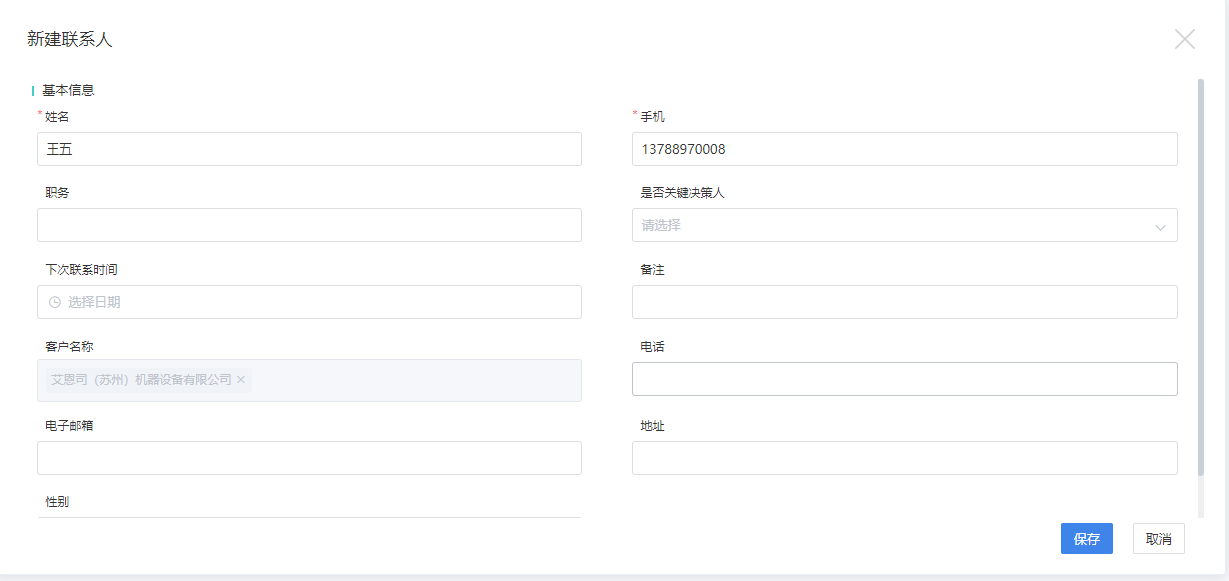 新建联系人
基本信息
* 姓名
* 手机
王五
13788970008
职务
是否关键决策人
请选择
下次联系时间
备注
选择日期
客户名称
电话
艾恩司（苏州）机器设备有限公司 ×
电子邮箱
地址
性别
保存
取消